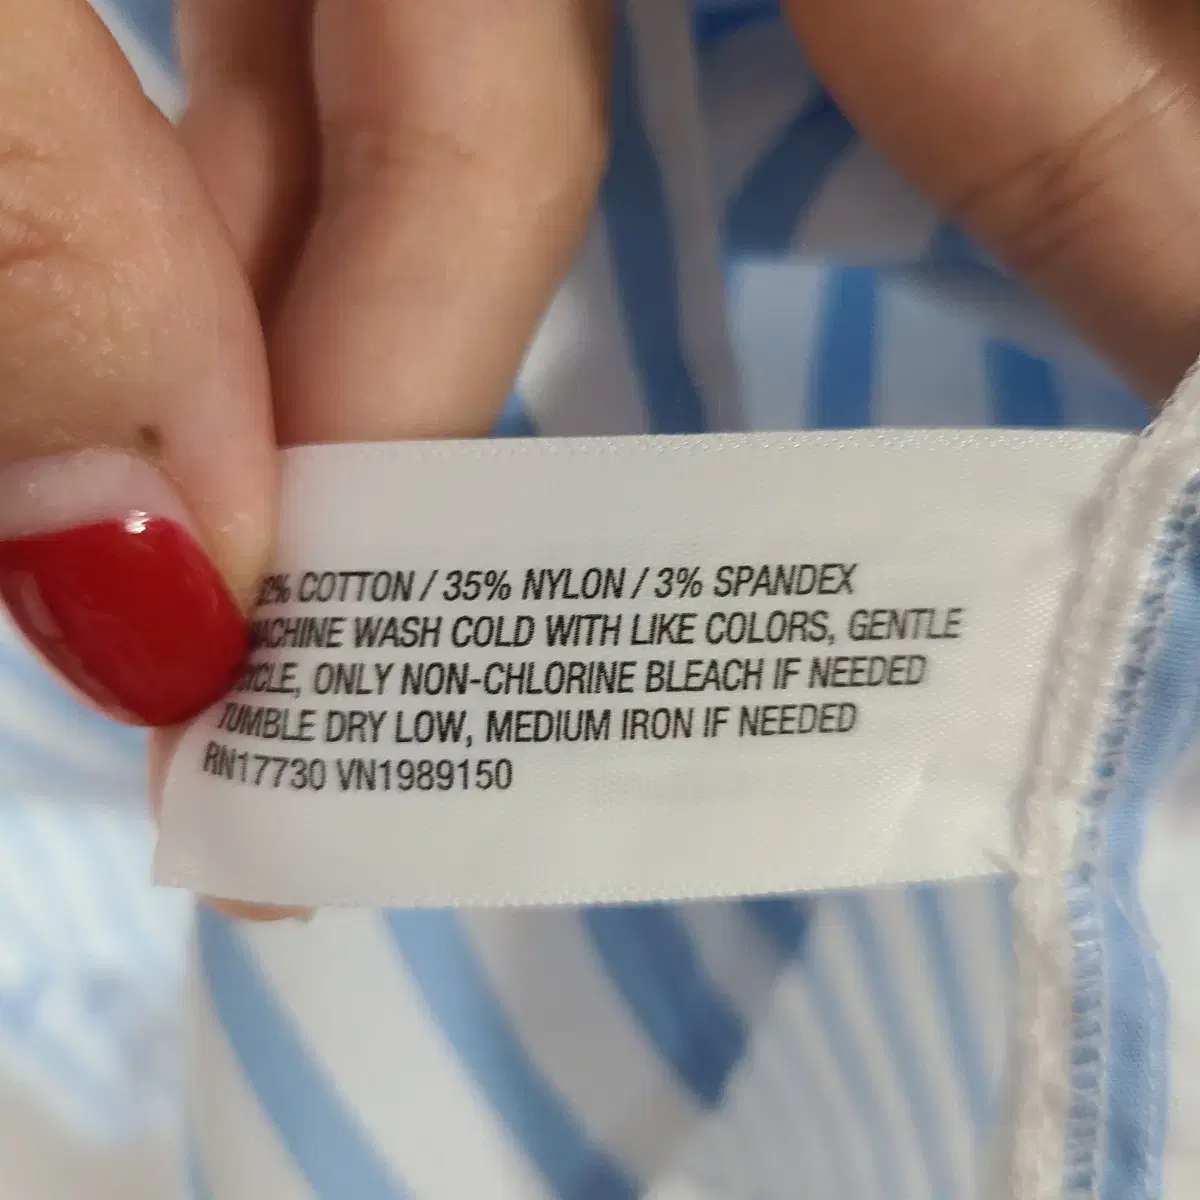 2% COTTON / 35% NYLON / 3% SPANDEX
MACHINE WASH COLD WITH LIKE COLORS, GENTLE
CYCLE, ONLY NON-CHLORINE BLEACH IF NEEDED
TUMBLE DRY LOW, MEDIUM IRON IF NEEDED
RN17730 VN1989150